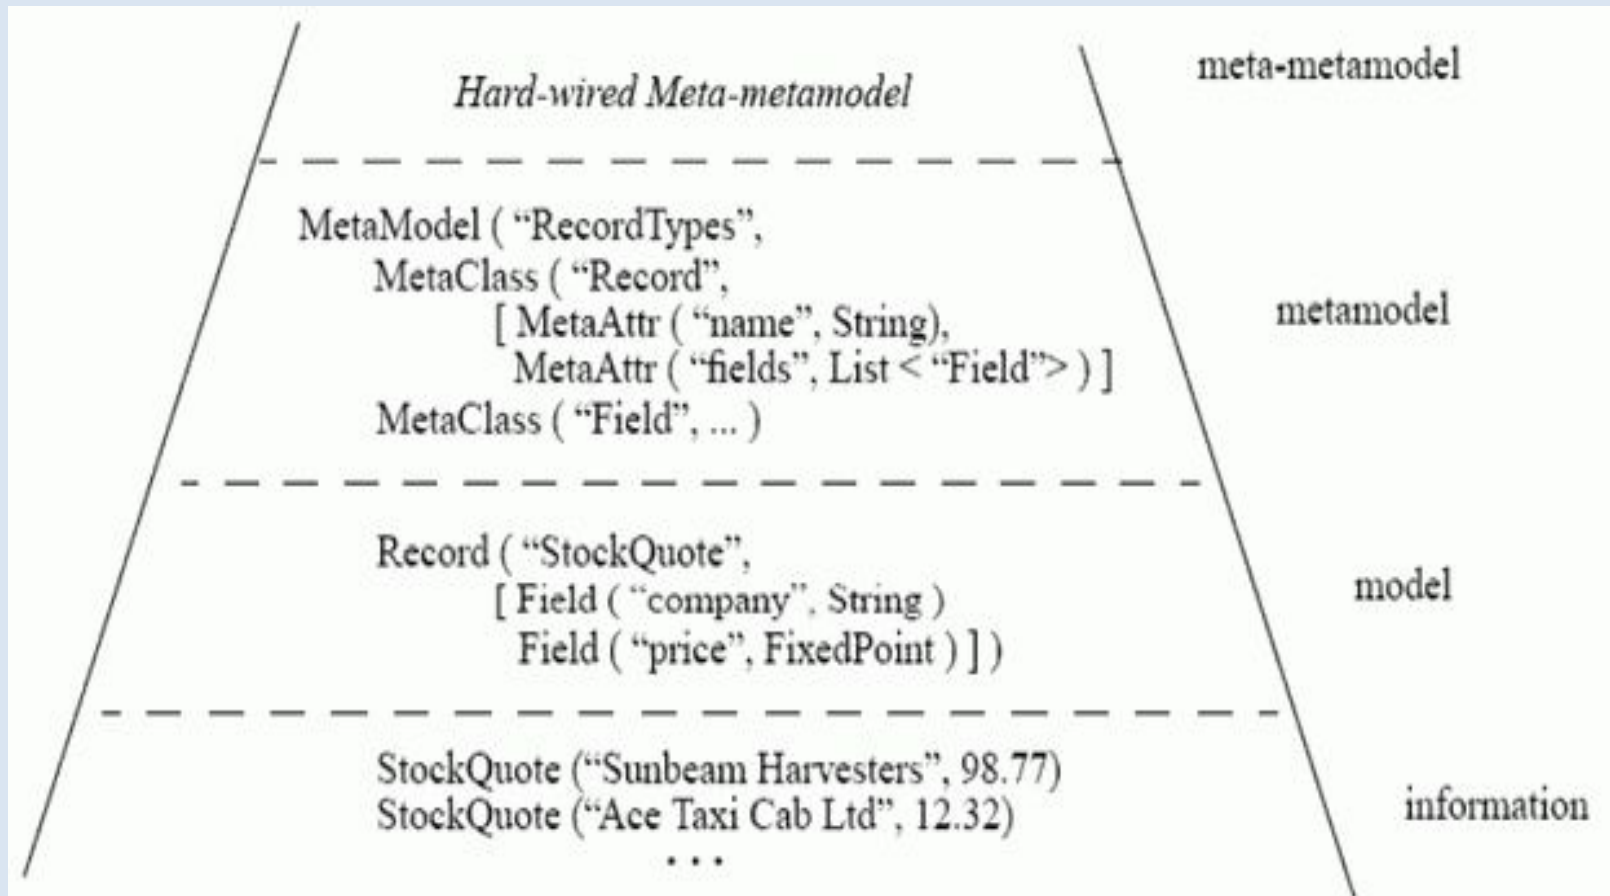 meta-metamodel
Hard-wired Meta-metamodel
MetaModel ( “RecordTypes”,
MetaClass ( “Record”,
[ MetaAttr ( “name”, String),
MetaAttr ( “fields”, List < “Field”> ) ]
MetaClass ( “Field”, ... )
metamodel
Record ( “StockQuote”,
[ Field ( “company”, String )
Field ( “price”, FixedPoint ) ] )
model
StockQuote (“Sunbeam Harvesters”, 98.77)
StockQuote (“Ace Taxi Cab Ltd”, 12.32)
. . .
information